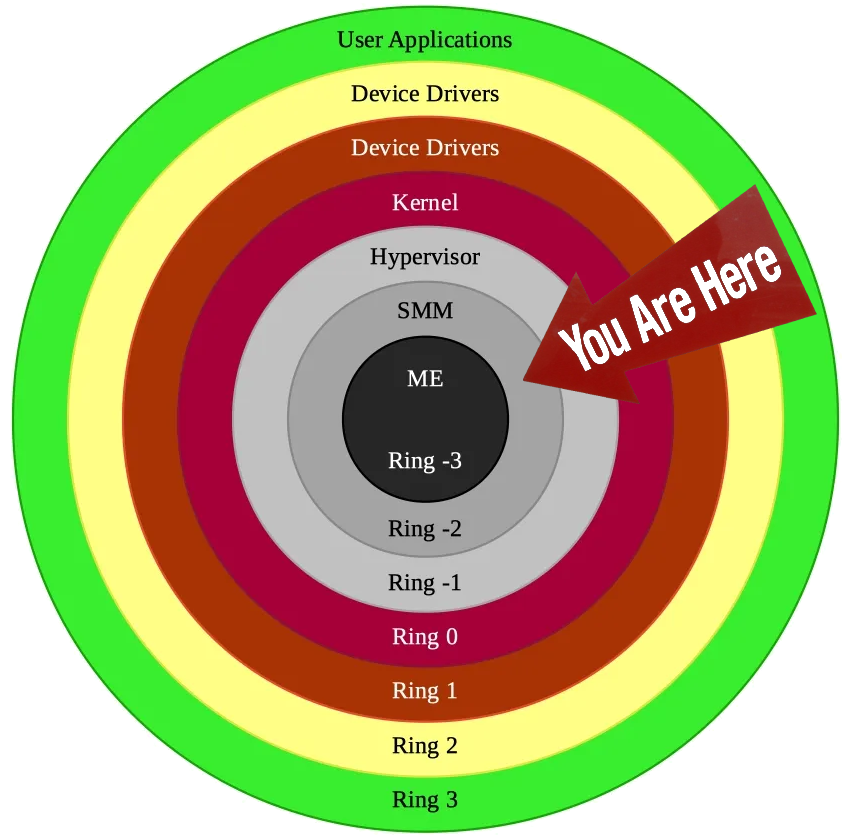 User Applications
Device Drivers
Device Drivers
Kernel
Hypervisor
SMM
ME
You Are Here
Ring -3
Ring -2
Ring -1
Ring 0
Ring 1
Ring 2
Ring 3